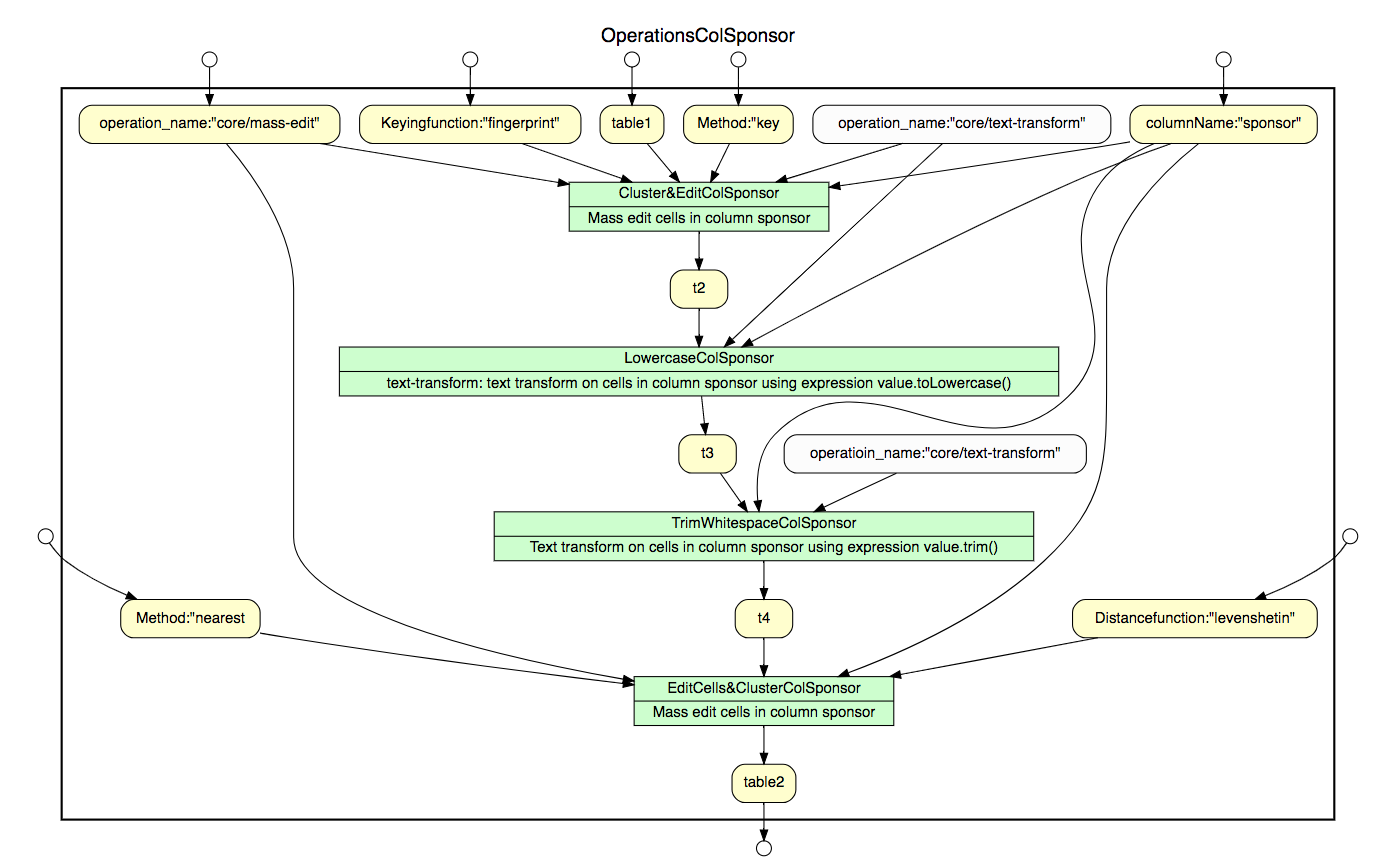 OperationsColSponsor
operation_name:"core/mass-edit"
Keyingfunction:"fingerprint"
table1
Method:"key
operation_name:"core/text-transform"
columnName:"sponsor"
Cluster&EditColSponsor
Mass edit cells in column sponsor
t2
LowercaseColSponsor
text-transform: text transform on cells in column sponsor using expression value.toLowercase()
t3
operatioin_name:"core/text-transform"
TrimWhitespaceColSponsor
Text transform on cells in column sponsor using expression value.trim()
Method:"nearest
t4
Distancefunction:"levenshetin"
EditCells&ClusterColSponsor
Mass edit cells in column sponsor
table2